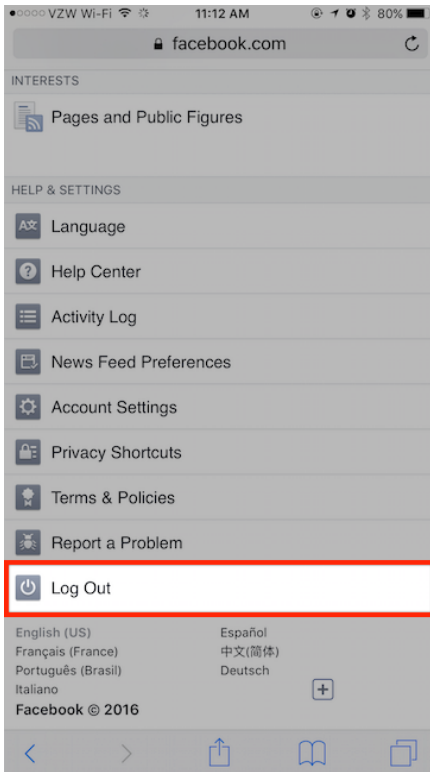 VZW Wi-Fi 11:12 AM 80%
facebook.com
INTERESTS
Pages and Public Figures
HELP & SETTINGS
A文 Language
? Help Center
Activity Log
News Feed Preferences
Account Settings
Privacy Shortcuts
Terms & Policies
Report a Problem
Log Out
English (US) Español
Français (France) 中文(简体)
Português (Brasil) Deutsch
Italiano
Facebook © 2016